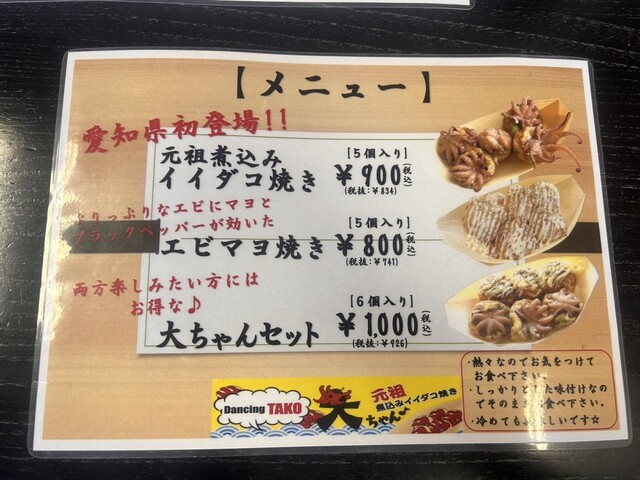 【メニュー】
愛知県初登場!!
元祖煮込み
イイダコ焼き
[5個入り]
¥900(税込)
(税抜:¥834)
ぷりっぷりなエビにマヨと
ブラックペッパーが効いた
エビマヨ焼き
[5個入り]
¥800(税込)
(税抜:¥741)
両方楽しみたい方には
お得な♪
大ちゃんセット
[6個入り]
¥1,000(税込)
(税抜:¥926)
・熱々なのでお気をつけて
お食べ下さい。
・しっかりとした味付けなの
でそのままお食べ下さい.
・冷めても美味しいです☆
Dancing TAKO
大ちゃん
元祖
煮込みイイダコ焼き